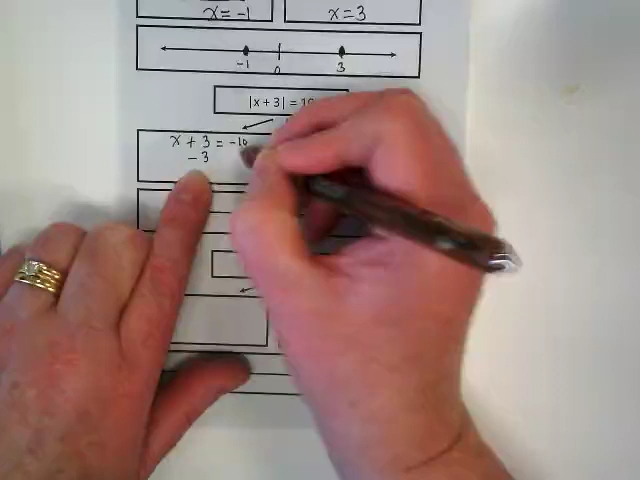 x = -1
x = 3
-1 0 3
|x + 3| = 10
x + 3 = -10
- 3